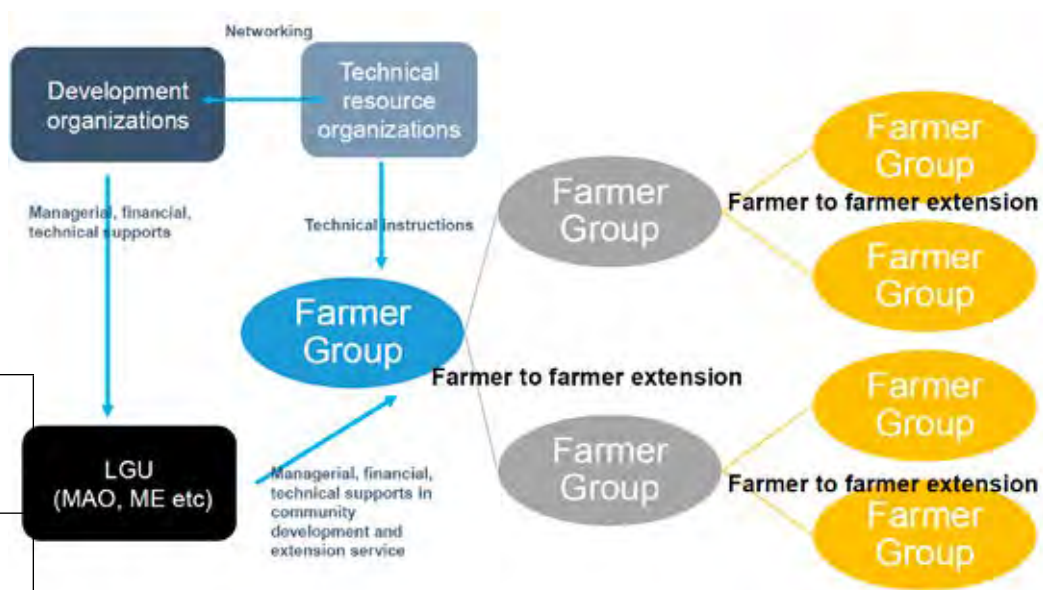 Networking
Development
organizations
Technical
resource
organizations
Managerial, financial,
technical supports
Technical instructions
Farmer
Group
LGU
(MAO, ME etc)
Managerial, financial,
technical supports in
community
development and
extension service
Farmer to farmer extension
Farmer
Group
Farmer
Group
Farmer
Group
Farmer to farmer extension
Farmer
Group
Farmer
Group
Farmer to farmer extension
Farmer
Group